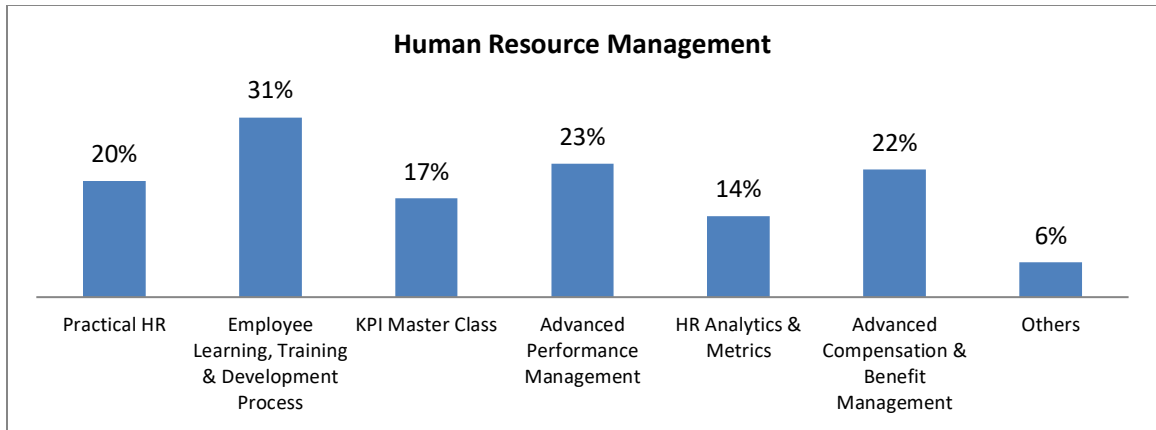 Human Resource Management
31%
23%
22%
20%
17%
14%
6%
Practical HR
Employee
Learning, Training
& Development
Process
KPI Master Class
Advanced
Performance
Management
HR Analytics &
Metrics
Advanced
Compensation &
Benefit
Management
Others